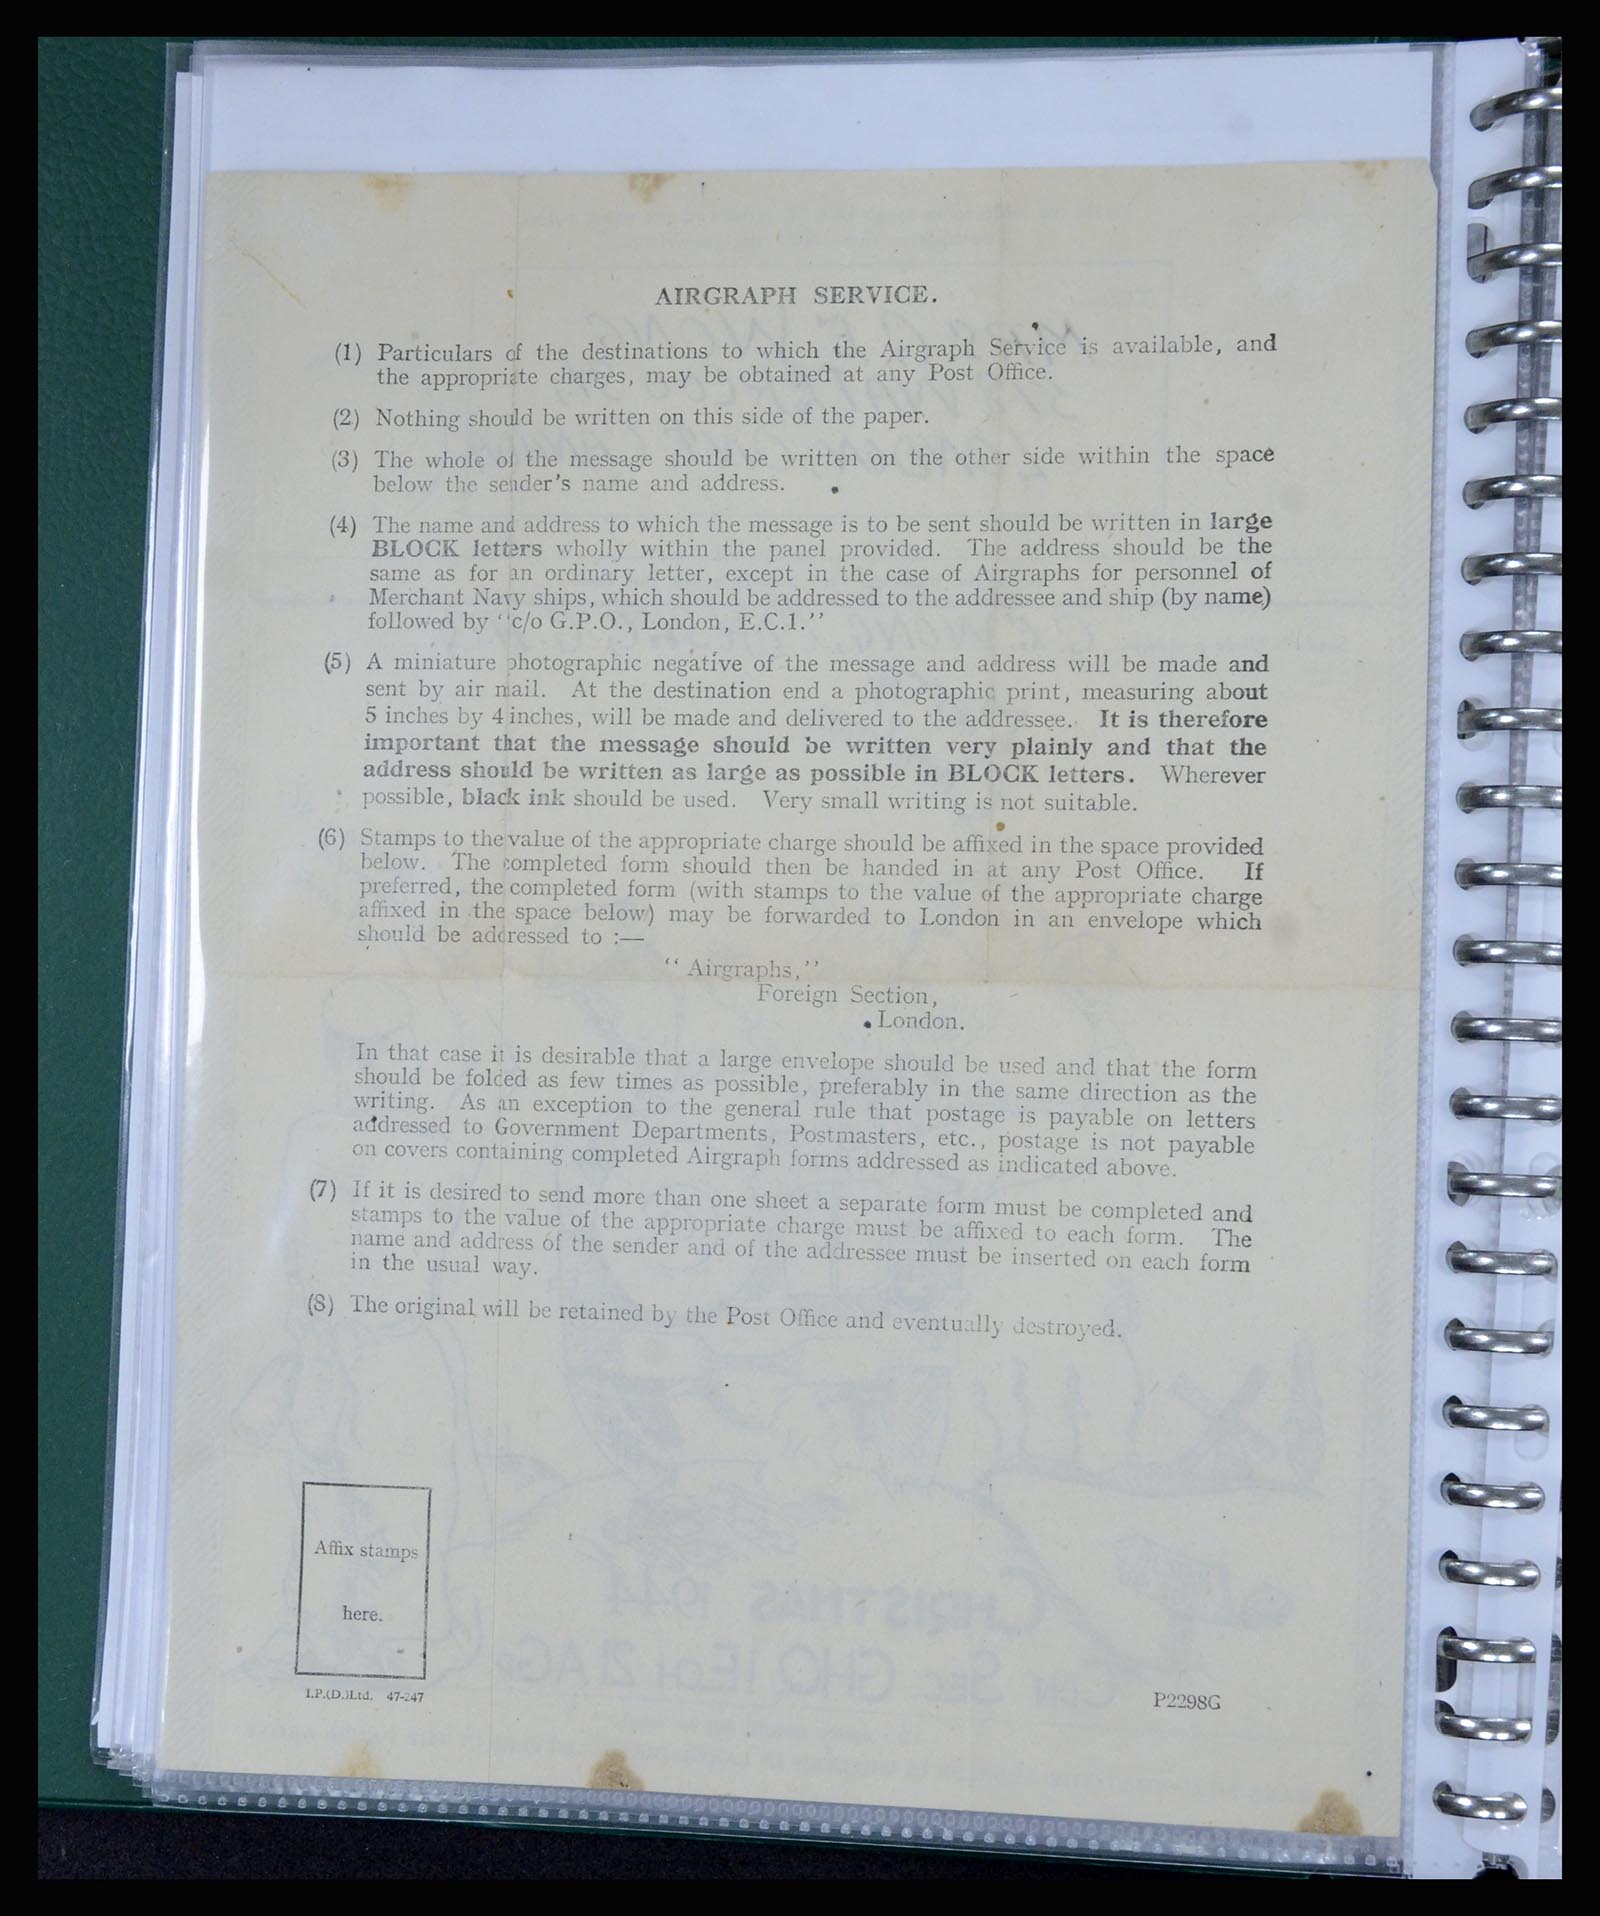 AIRGRAPH SERVICE.
(1) Particulars of the destinations to which the Airgraph Service is available, and
the appropriate charges, may be obtained at any Post Office.
(2) Nothing should be written on this side of the paper.
(3) The whole of the message should be written on the other side within the space
below the sender's name and address.
(4) The name and address to which the message is to be sent should be written in large
BLOCK letters wholly within the panel provided. The address should be the
same as for an ordinary letter, except in the case of Airgraphs for personnel of
Merchant Navy ships, which should be addressed to the addressee and ship (by name)
followed by "c/o G.P.O., London, E.C.1."
(5) A miniature photographic negative of the message and address will be made and
sent by air mail. At the destination end a photographic print, measuring about
5 inches by 4 inches, will be made and delivered to the addressee. It is therefore
important that the message should be written very plainly and that the
address should be written as large as possible in BLOCK letters. Wherever
possible, black ink should be used. Very small writing is not suitable.
(6) Stamps to the value of the appropriate charge should be affixed in the space provided
below. The completed form should then be handed in at any Post Office. If
preferred, the completed form (with stamps to the value of the appropriate charge
affixed in the space below) may be forwarded to London in an envelope which
should be addressed to :—
"Airgraphs,"
Foreign Section,
London.
In that case it is desirable that a large envelope should be used and that the form
should be folded as few times as possible, preferably in the same direction as the
writing. As an exception to the general rule that postage is payable on letters
addressed to Government Departments, Postmasters, etc., postage is not payable
on covers containing completed Airgraph forms addressed as indicated above.
(7) If it is desired to send more than one sheet a separate form must be completed and
stamps to the value of the appropriate charge must be affixed to each form. The
name and address of the sender and of the addressee must be inserted on each form
in the usual way.
(8) The original will be retained by the Post Office and eventually destroyed.
Affix stamps
here.
I.P.(D.)Ltd. 47-247
P2298G
CHRISTMAS 1944